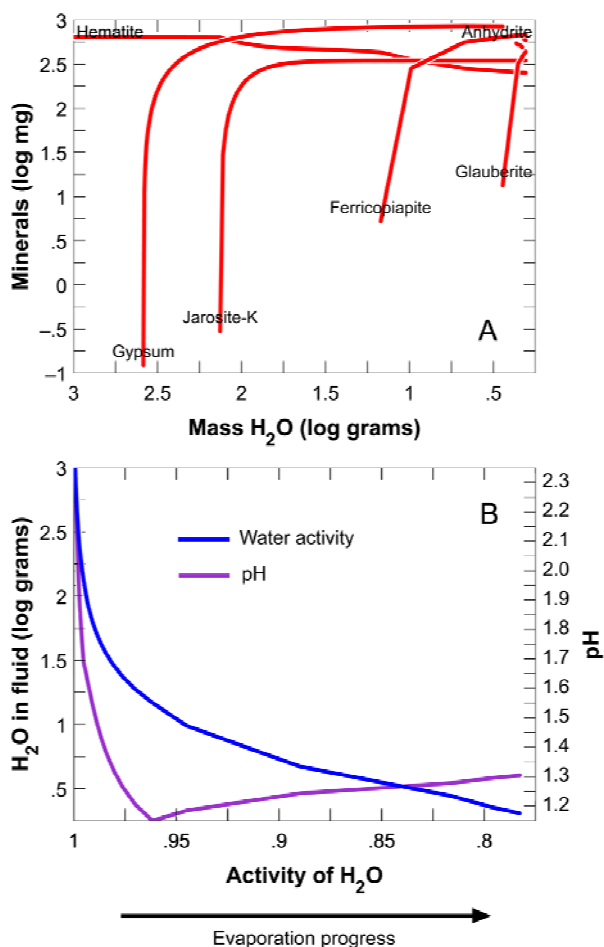 3
2.5
2
1.5
1
.5
0
–.5
–1
Minerals (log mg)
Hematite
Anhydrite
Glauberite
Ferricopiapite
Jarosite-K
Gypsum
A
3 2.5 2 1.5 1 .5
Mass H2O (log grams)
3
2.5
2
1.5
1
.5
H2O in fluid (log grams)
B
Water activity
pH
2.3
2.2
2.1
2.0
1.9
1.8
1.7
1.6
1.5
1.4
1.3
1.2
pH
1 .95 .9 .85 .8
Activity of H2O
Evaporation progress